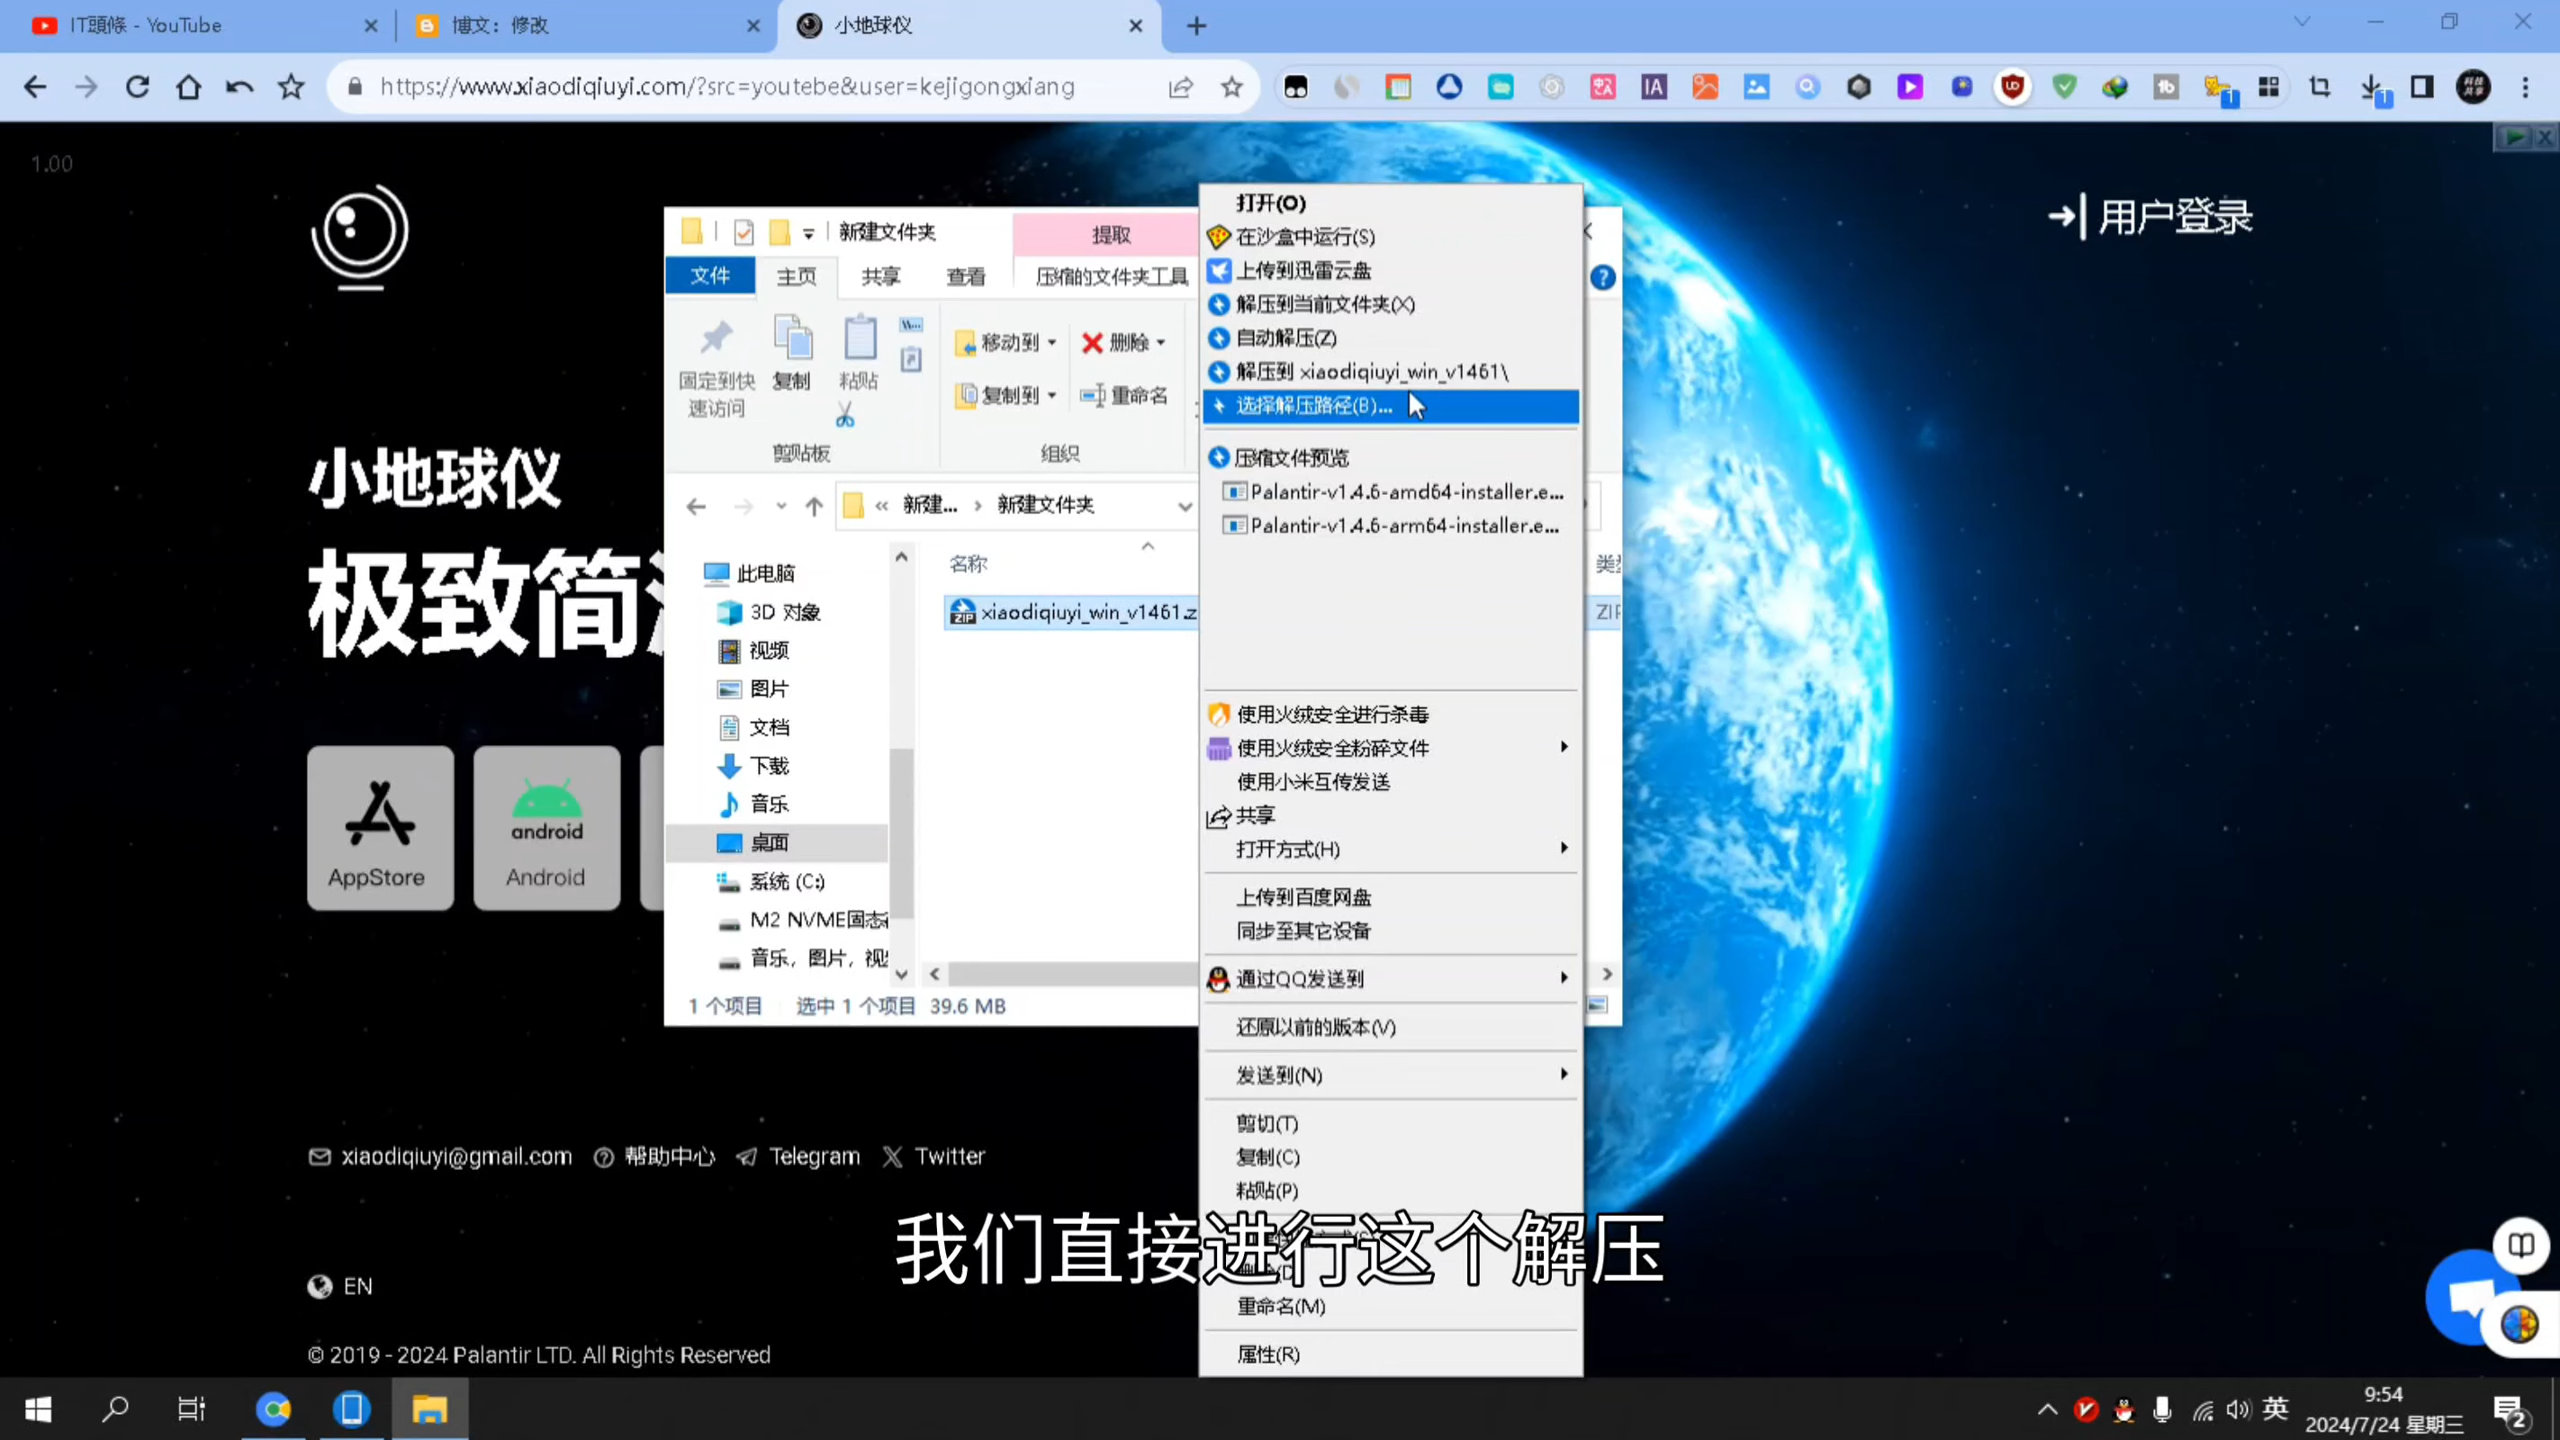 IT頭條 - YouTube
博文：修改
小地球仪
https://www.xiaodiqiuyi.com/?src=youtebe&user=kejigongxiang
1.00
用户登录
小地球仪
极致简
AppStore
android
Android
xiaodiqiuyi@gmail.com
帮助中心
Telegram
Twitter
EN
© 2019 - 2024 Palantir LTD. All Rights Reserved
新建文件夹
提取
文件
主页
共享
查看
压缩的文件夹工具
固定到快
速访问
复制
粘贴
移动到
删除
复制到
重命名
剪贴板
组织
« 新建... › 新建文件夹
名称
此电脑
3D 对象
视频
图片
文档
下载
音乐
桌面
系统 (C:)
M2 NVME固态
音乐，图片，
xiaodiqiuyi_win_v1461.z
ZIP
1 个项目
选中 1 个项目 39.6 MB
打开(O)
在沙盒中运行(S)
上传到迅雷云盘
解压到当前文件夹(X)
自动解压(Z)
解压到 xiaodiqiuyi_win_v1461\
选择解压路径(B)...
压缩文件预览
Palantir-v1.4.6-amd64-installer.e...
Palantir-v1.4.6-arm64-installer.e...
使用火绒安全进行杀毒
使用火绒安全粉碎文件
使用小米互传发送
共享
打开方式(H)
上传到百度网盘
同步至其它设备
通过QQ发送到
还原以前的版本(V)
发送到(N)
剪切(T)
复制(C)
粘贴(P)
重命名(M)
属性(R)
我们直接进行这个解压
英
9:54
2024/7/24 星期三
2